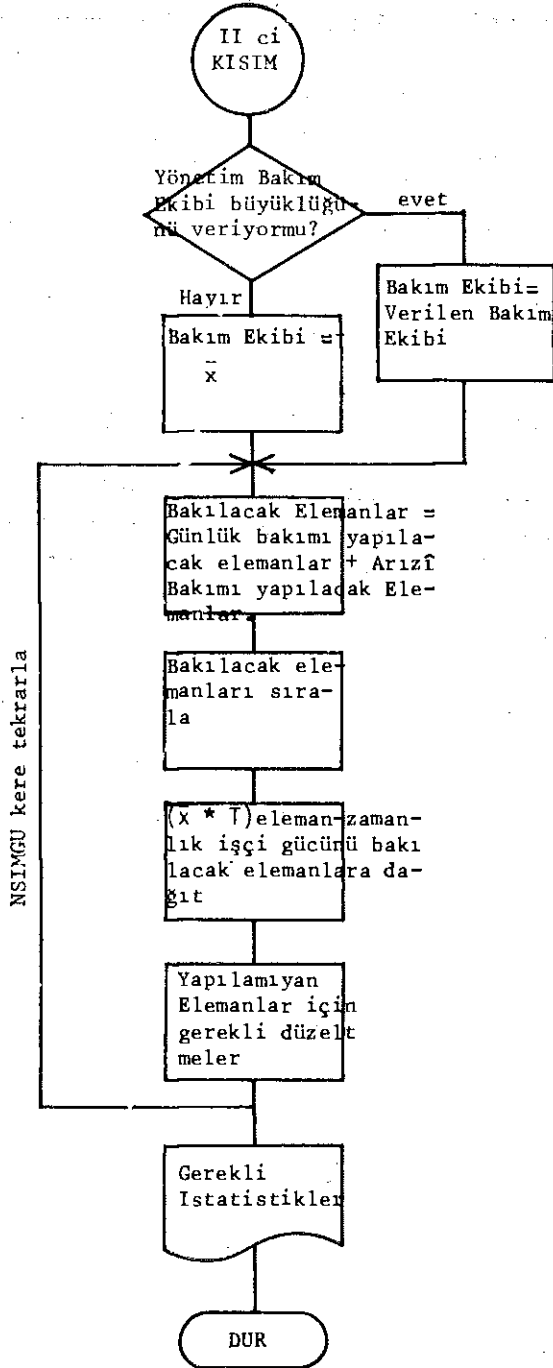 II ci
KISIM
Yönetim Bakım
Ekibi büyüklüğü-
nü veriyormu?
evet
Hayır
Bakım Ekibi=
Verilen Bakım
Ekibi
Bakım Ekibi =
x̄
Bakılacak Elemanlar =
Günlük bakımı yapıla-
cak elemanlar + Arızî
Bakımı yapılacak Ele-
manlar.
Bakılacak ele-
manları sıra-
la
(x̄ * T)eleman-zaman-
lık işçi gücünü bakı
lacak elemanlara da-
ğıt
Yapılamıyan
Elemanlar için
gerekli düzelt
meler
NSIMGU kere tekrarla
Gerekli
Istatistikler
DUR